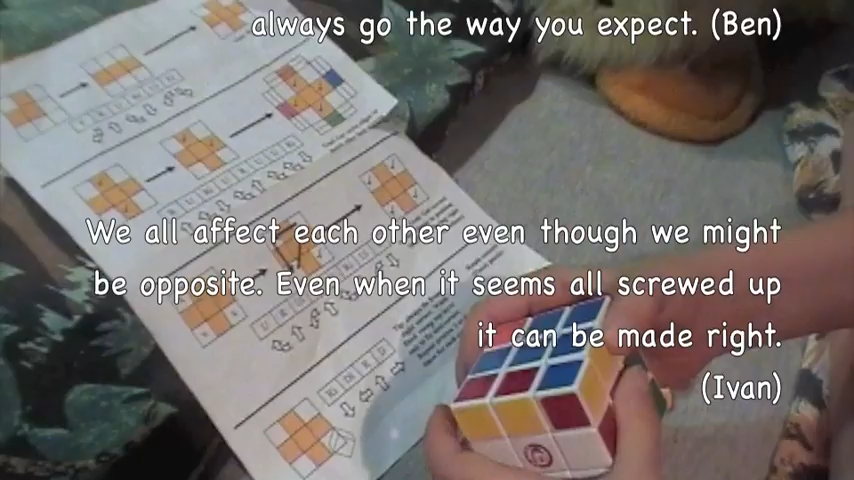 always go the way you expect. (Ben)
We all affect each other even though we might
be opposite. Even when it seems all screwed up
it can be made right.
(Ivan)